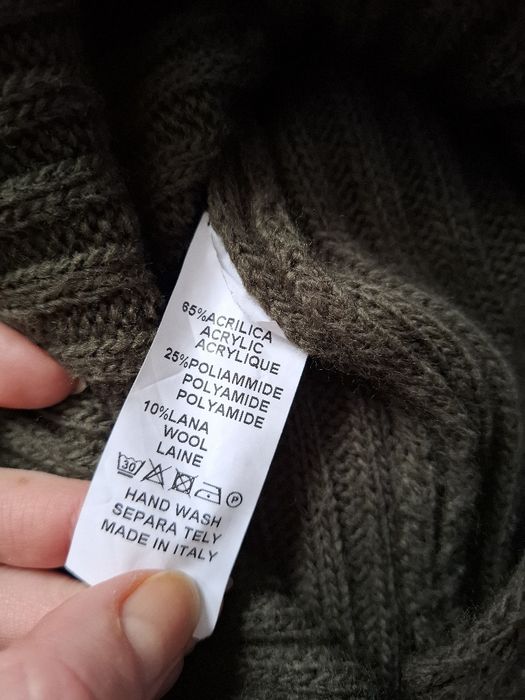 65%ACRILICA
ACRYLIC
ACRYLIQUE
25%POLIAMMIDE
POLYAMIDE
POLYAMIDE
10%LANA
WOOL
LAINE
30 P
HAND WASH
SEPARA TELY
MADE IN ITALY